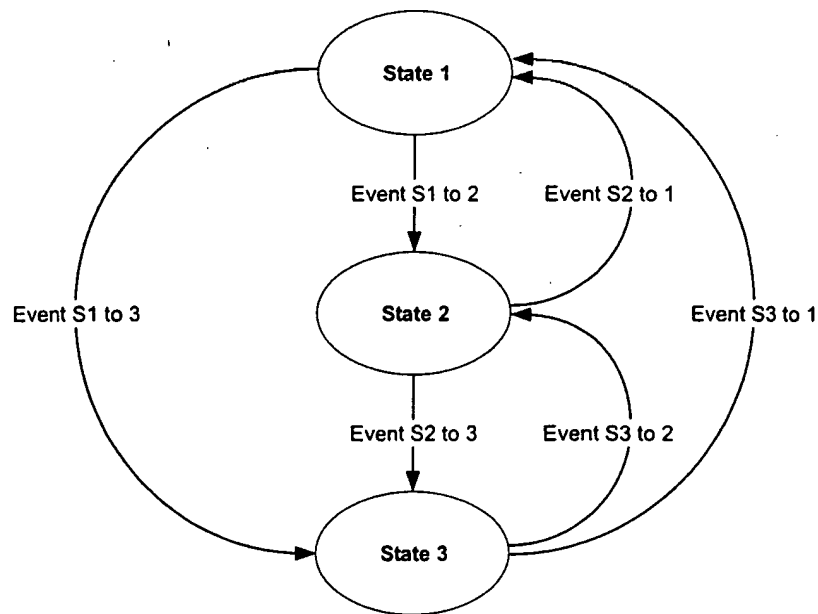 State 1
Event S1 to 2
Event S2 to 1
Event S1 to 3
State 2
Event S3 to 1
Event S2 to 3
Event S3 to 2
State 3